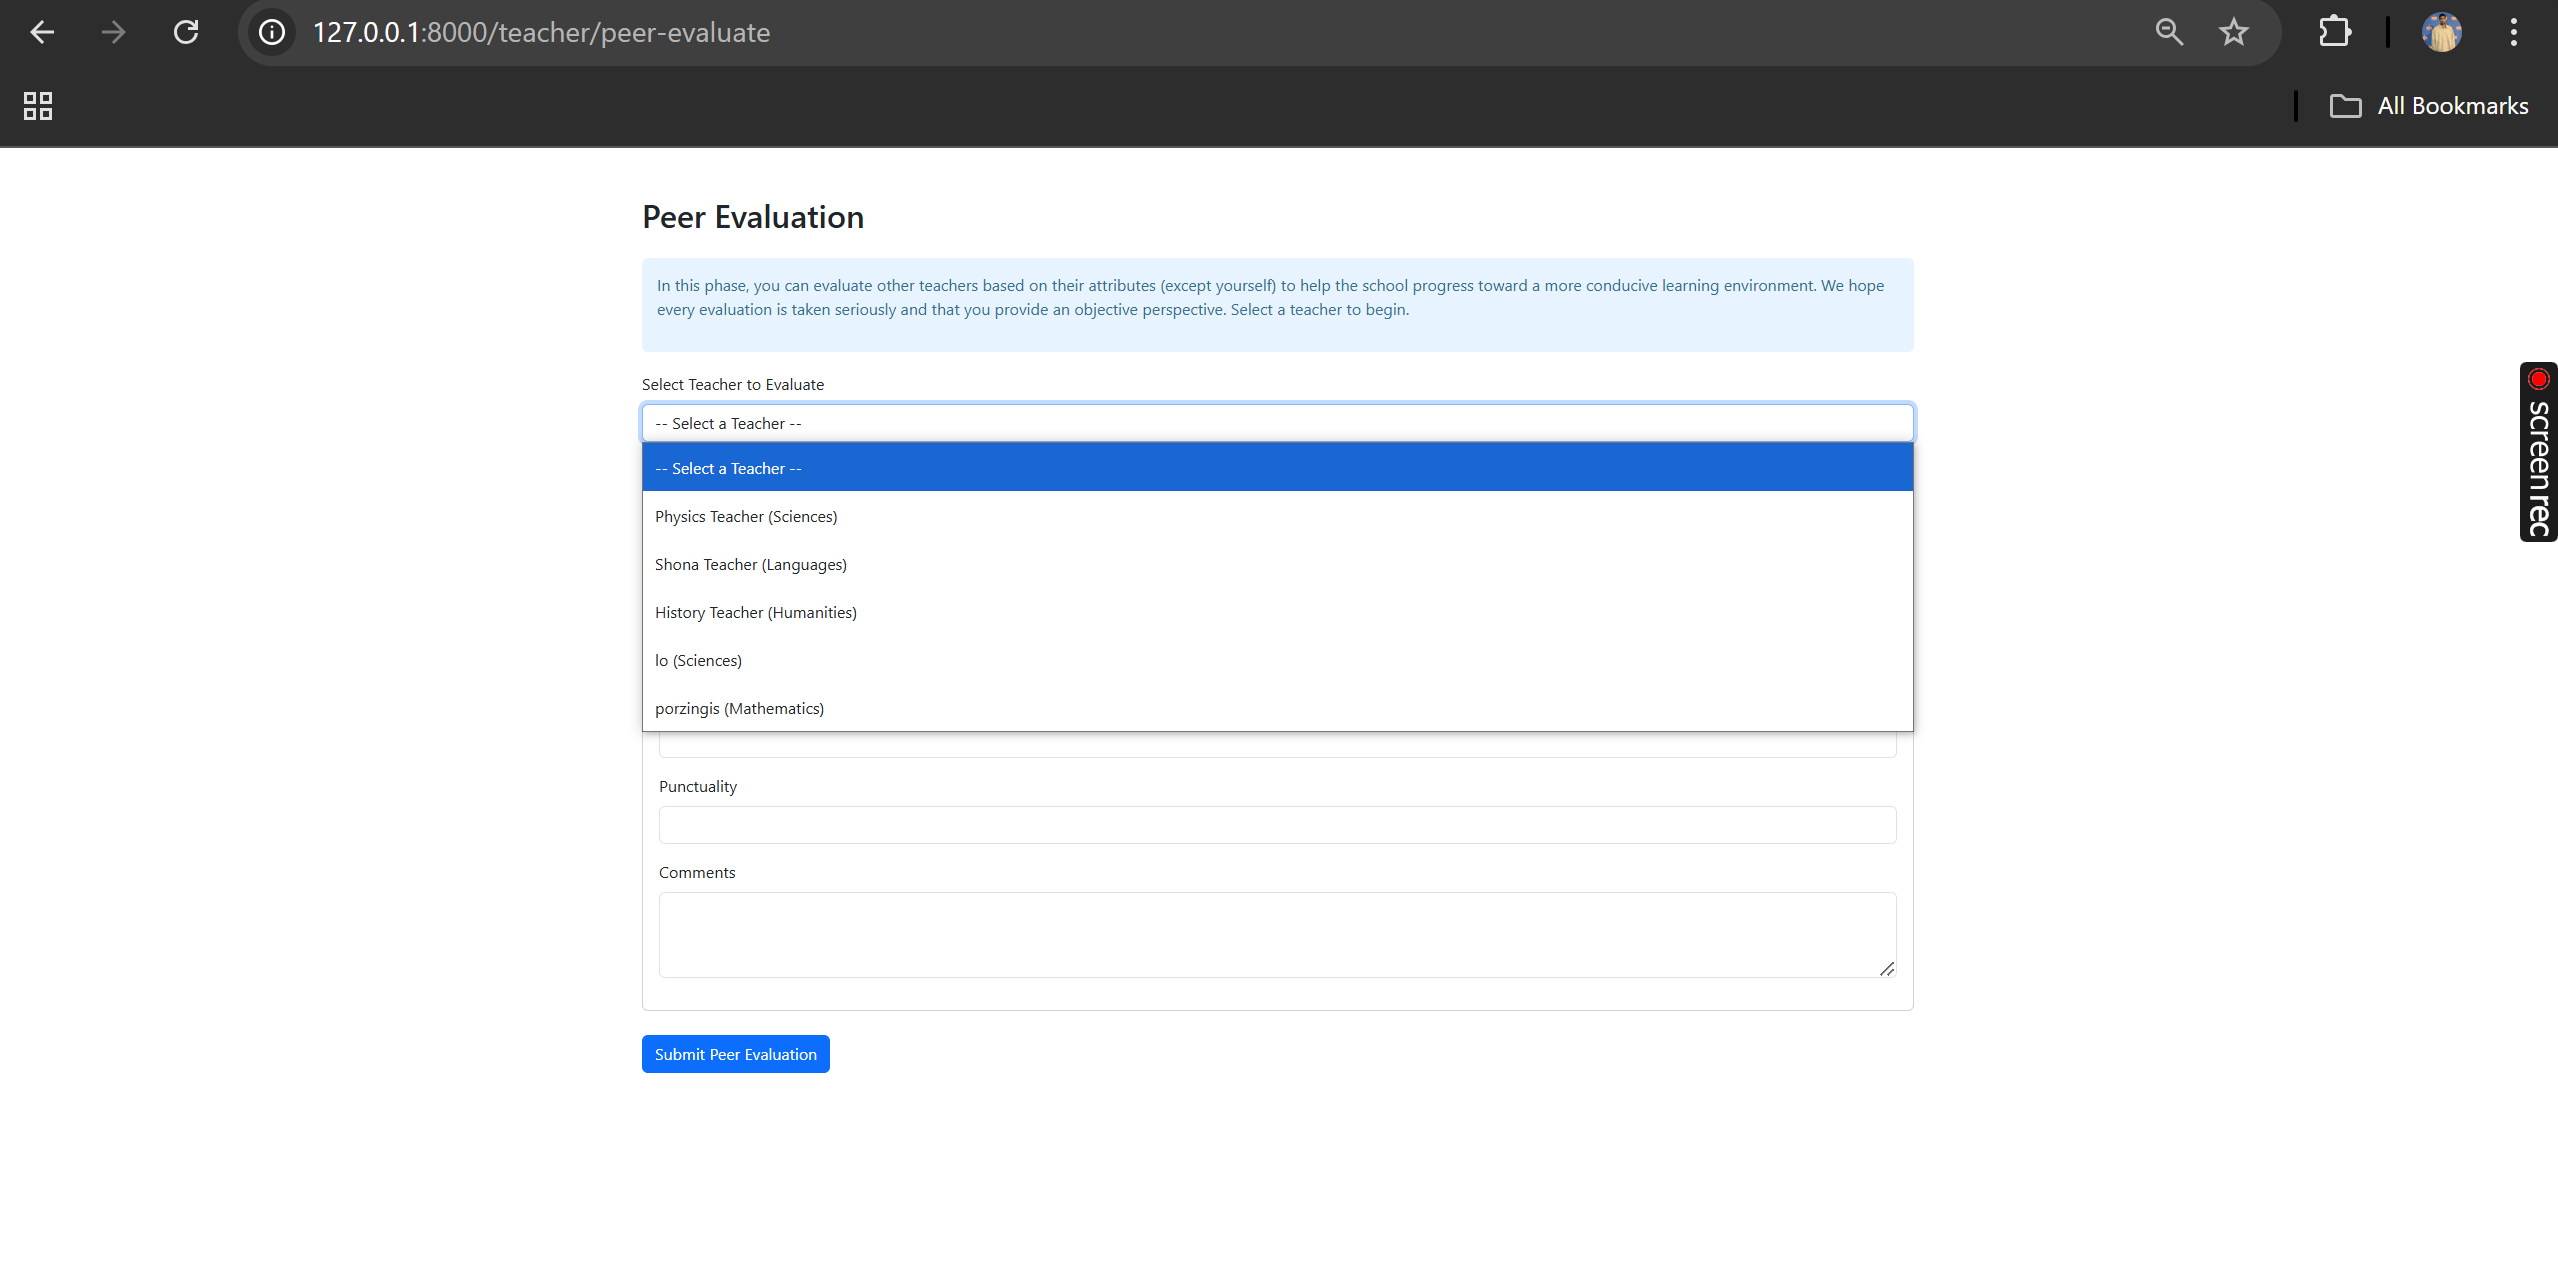 127.0.0.1:8000/teacher/peer-evaluate
All Bookmarks
Peer Evaluation
In this phase, you can evaluate other teachers based on their attributes (except yourself) to help the school progress toward a more conducive learning environment. We hope
every evaluation is taken seriously and that you provide an objective perspective. Select a teacher to begin.
Select Teacher to Evaluate
-- Select a Teacher --
-- Select a Teacher --
Physics Teacher (Sciences)
Shona Teacher (Languages)
History Teacher (Humanities)
lo (Sciences)
porzingis (Mathematics)
Punctuality
Comments
Submit Peer Evaluation
screenrec